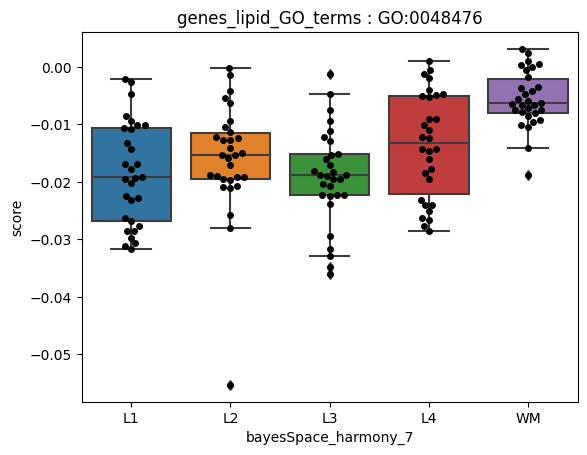 genes_lipid_GO_terms : GO:0048476
0.00
−0.01
−0.02
−0.03
−0.04
−0.05
score
L1 L2 L3 L4 WM
bayesSpace_harmony_7